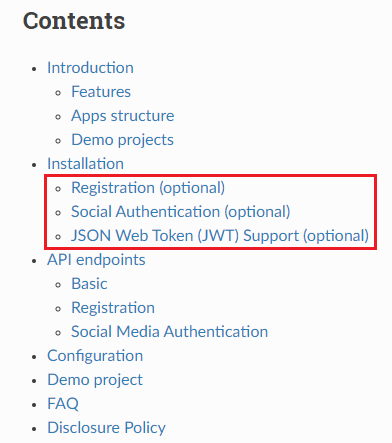 Contents
Introduction
Features
Apps structure
Demo projects
Installation
Registration (optional)
Social Authentication (optional)
JSON Web Token (JWT) Support (optional)
API endpoints
Basic
Registration
Social Media Authentication
Configuration
Demo project
FAQ
Disclosure Policy